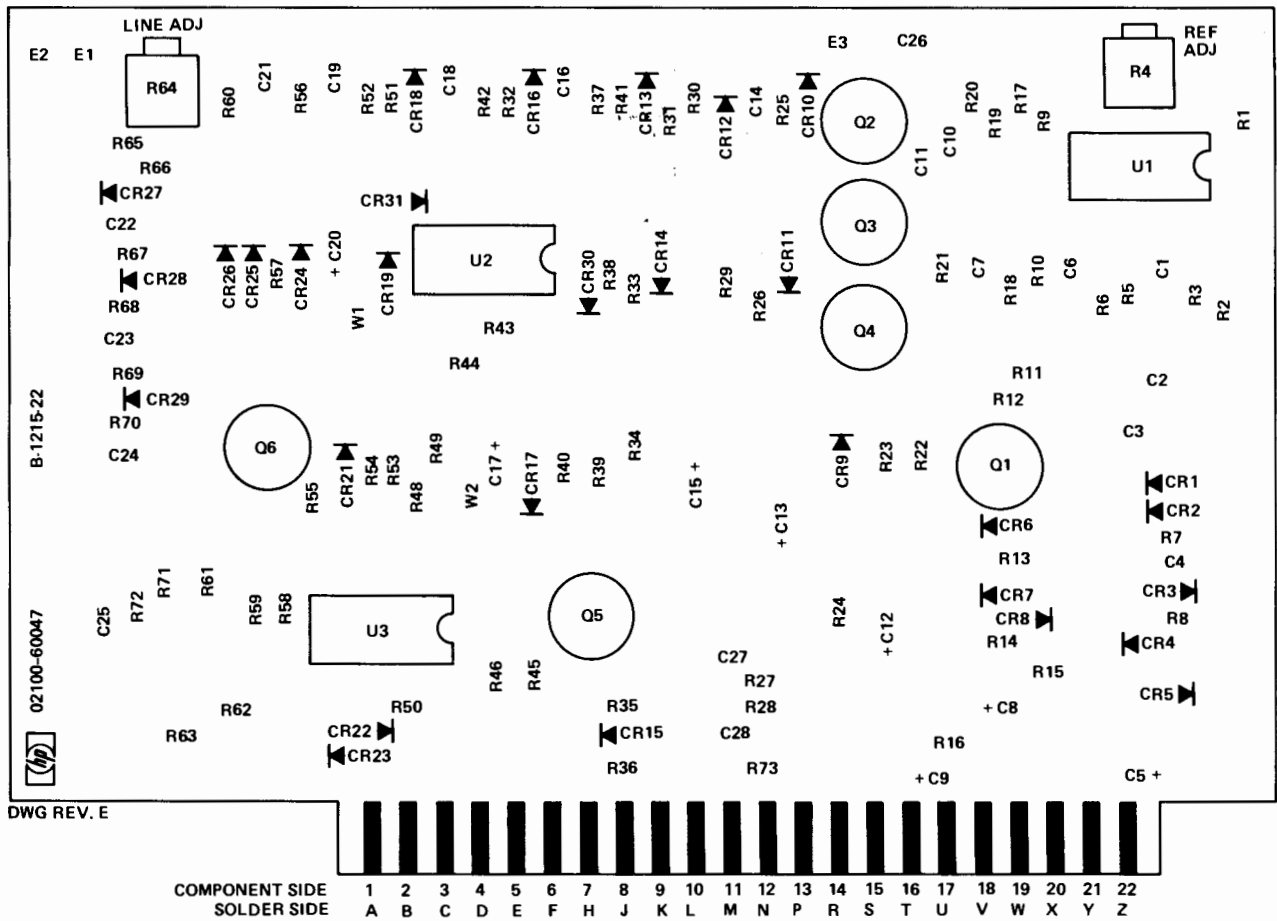 LINE ADJ
REF ADJ
E2 E1 R64 E3 C26 R4
R60 C21 R56 C19 R52 R51 CR18 C18 R42 R32 CR16 C16 R37 R41 CR13 R31 R30 CR12 C14 R25 CR10 Q2 C11 C10 R20 R19 R17 R9 R1
R65
R66
U1
CR27
CR31
C22
Q3
R67 CR26 CR25 R57 CR24 + C20 CR19 U2 CR30 R38 R33 CR14 R29 R26 CR11 R21 C7 R18 R10 C6 R6 R5 C1 R3 R2
CR28
R68
W1 R43 Q4
C23
R44
R69 R11 C2
CR29 R12
R70 C3
B-1215-22
C24 Q6 R55 CR21 R54 R53 R48 R49 W2 C17 + CR17 R40 R39 R34 C15 + + C13 CR9 R23 R22 Q1 CR1
CR2
CR6
R7
R13 C4
R71 R61 CR7 CR3
C25 R72 R59 R58 U3 Q5 R24 + C12 CR8 R8
R14 CR4
R46 R45 C27
R15
R27
CR5
02100-60047
R62 R50 R35 R28 + C8
R63 CR22 CR15 C28 R16
CR23
R36 R73 + C9 C5 +
hp
DWG REV. E
COMPONENT SIDE 1 2 3 4 5 6 7 8 9 10 11 12 13 14 15 16 17 18 19 20 21 22
SOLDER SIDE A B C D E F H J K L M N P R S T U V W X Y Z